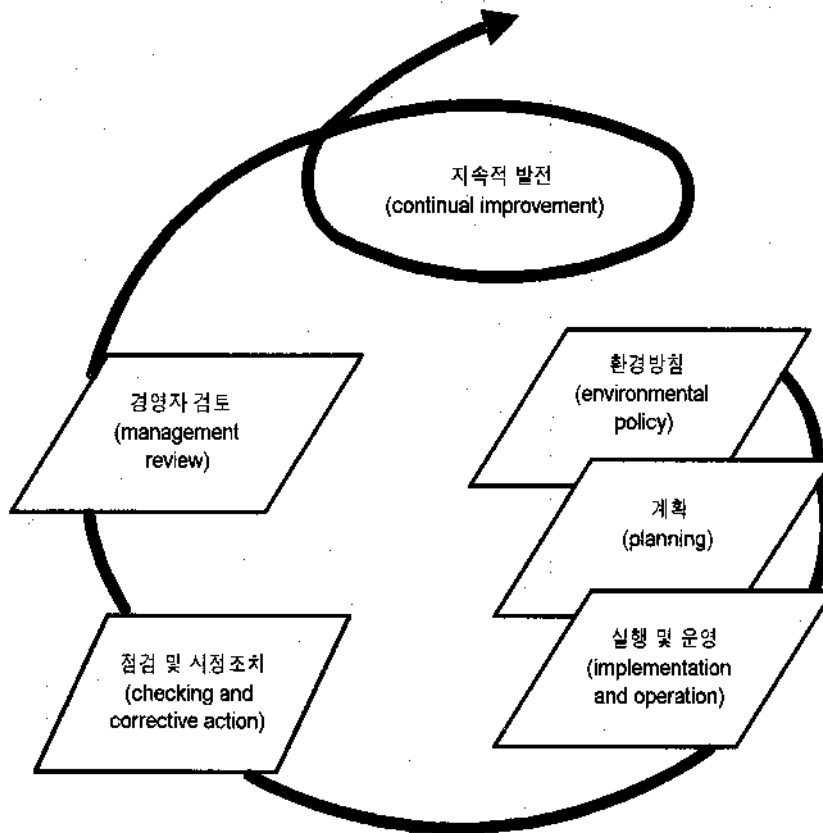 지속적 발전
(continual improvement)
환경방침
(environmental
policy)
경영자 검토
(management
review)
계획
(planning)
실행 및 운영
(implementation
and operation)
점검 및 시정조치
(checking and
corrective action)